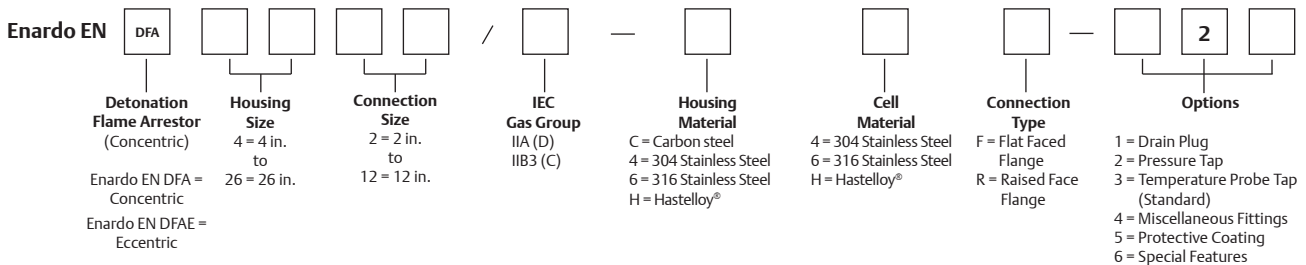 Enardo EN DFA / — — 2
Detonation
Flame Arrestor
(Concentric)
Enardo EN DFA =
Concentric
Enardo EN DFAE =
Eccentric
Housing
Size
4 = 4 in.
to
26 = 26 in.
Connection
Size
2 = 2 in.
to
12 = 12 in.
IEC
Gas Group
IIA (D)
IIB3 (C)
Housing
Material
C = Carbon steel
4 = 304 Stainless Steel
6 = 316 Stainless Steel
H = Hastelloy®
Cell
Material
4 = 304 Stainless Steel
6 = 316 Stainless Steel
H = Hastelloy®
Connection
Type
F = Flat Faced
Flange
R = Raised Face
Flange
Options
1 = Drain Plug
2 = Pressure Tap
3 = Temperature Probe Tap
(Standard)
4 = Miscellaneous Fittings
5 = Protective Coating
6 = Special Features